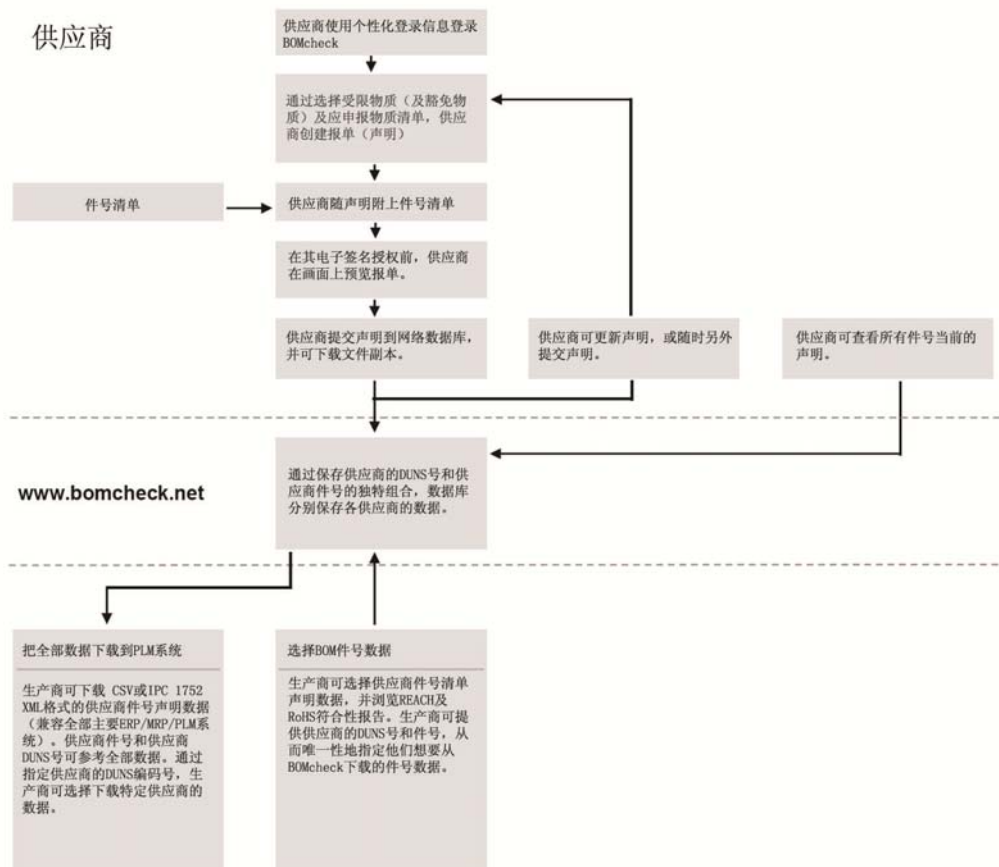 供应商
供应商使用个性化登录信息登录
BOMcheck
通过选择受限物质（及豁免物
质）及应申报物质清单，供应
商创建报单（声明）
件号清单
供应商随声明附上件号清单
在其电子签名授权前，供应商
在画面上预览报单。
供应商提交声明到网络数据库，
并可下载文件副本。
供应商可更新声明，或随时另外
提交声明。
供应商可查看所有件号当前的
声明。
www.bomcheck.net
通过保存供应商的DUNS号和供
应商件号的独特组合，数据库
分别保存各供应商的数据。
把全部数据下载到PLM系统
生产商可下载 CSV或IPC 1752
XML格式的供应商件号声明数据
（兼容全部主要ERP/MRP/PLM系
统）。供应商件号和供应商
DUNS号可参考全部数据。通过
指定供应商的DUNS编码号，生
产商可选择下载特定供应商的
数据。
选择BOM件号数据
生产商可选择供应商件号清单
声明数据，并浏览REACH及
RoHS符合性报告。生产商可提
供供应商的DUNS号和件号，从
而唯一性地指定他们想要从
BOMcheck下载的件号数据。